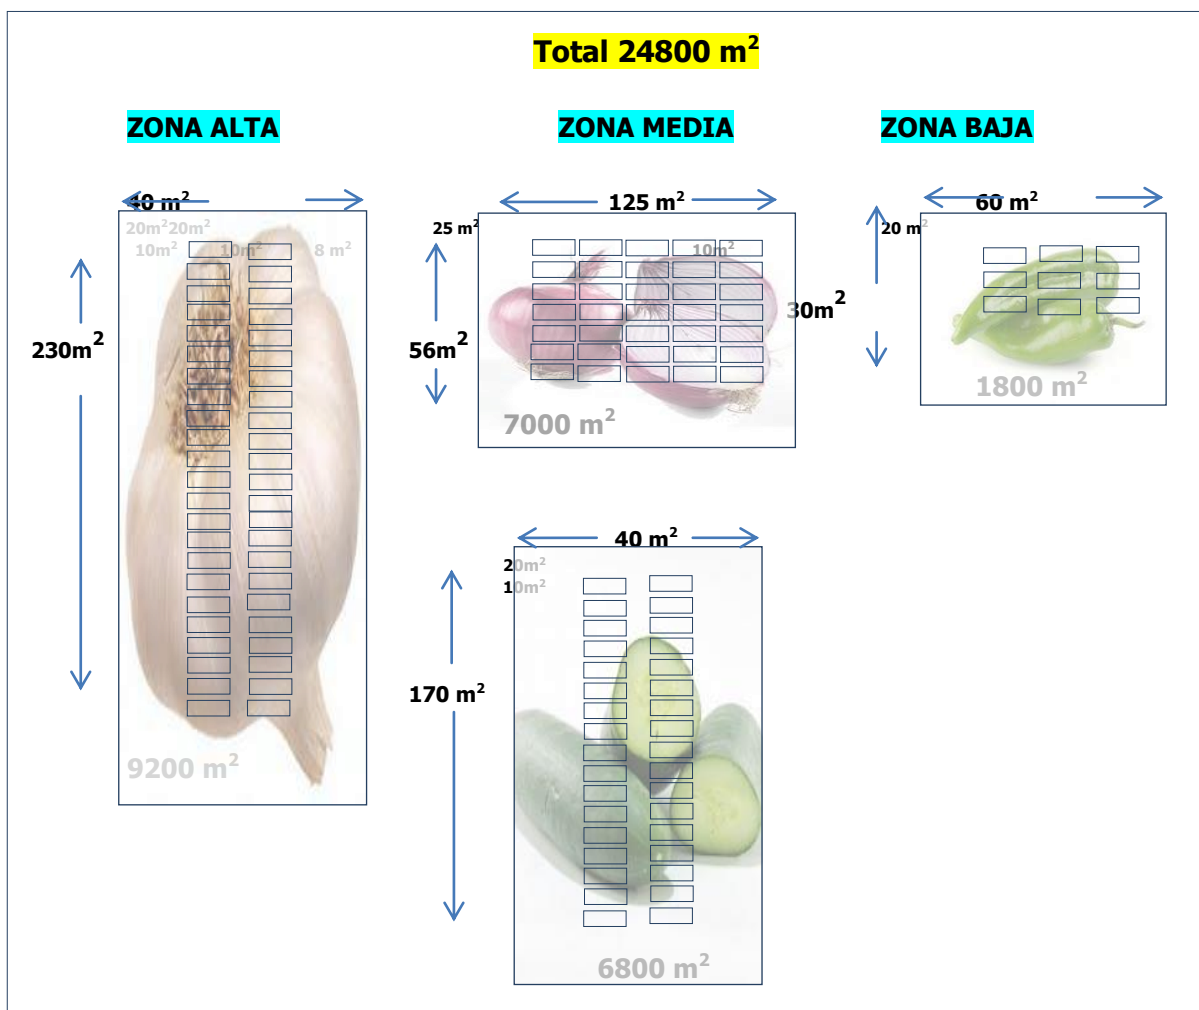 Total 24800 m²
ZONA ALTA
ZONA MEDIA
ZONA BAJA
40 m²
20m²20m²
10m² 10m² 8 m²
230m²
9200 m²
125 m²
25 m²
10m²
56m²
7000 m²
40 m²
20m²
10m²
170 m²
6800 m²
60 m²
20 m²
30m²
1800 m²